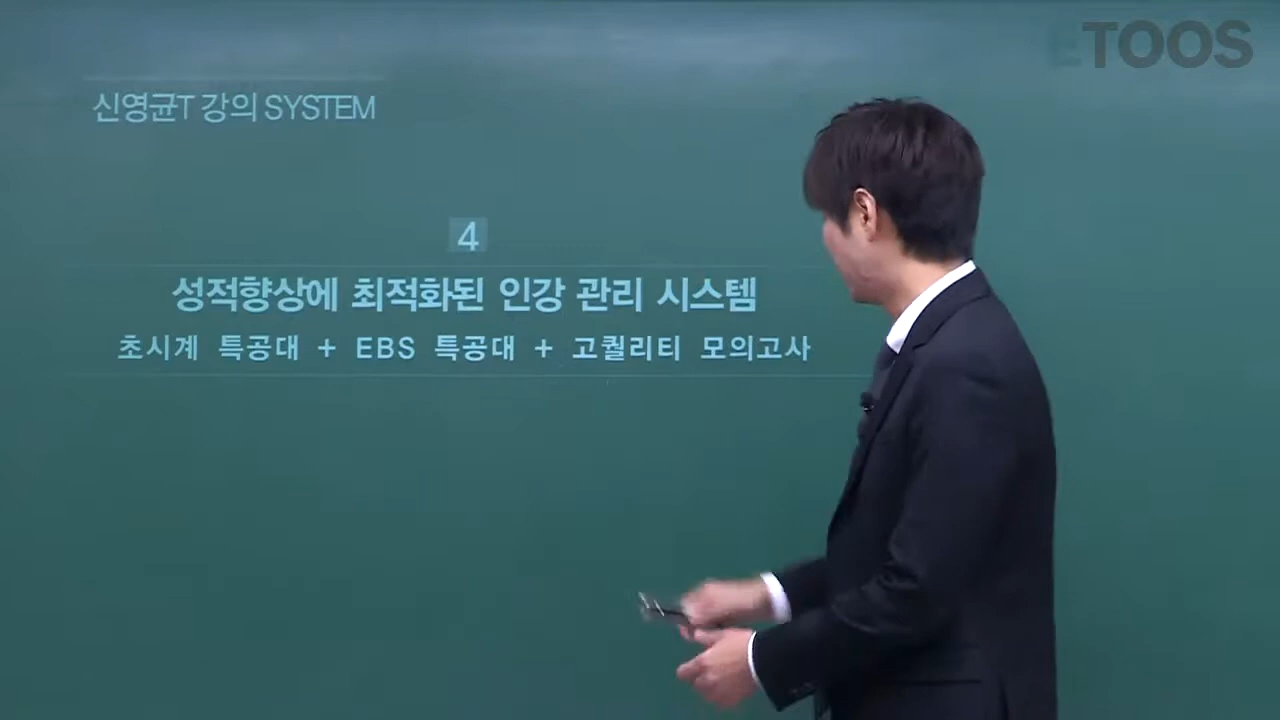 ETOOS
신영균T 강의 SYSTEM
4
성적향상에 최적화된 인강 관리 시스템
초시계 특공대 + EBS 특공대 + 고퀄리티 모의고사